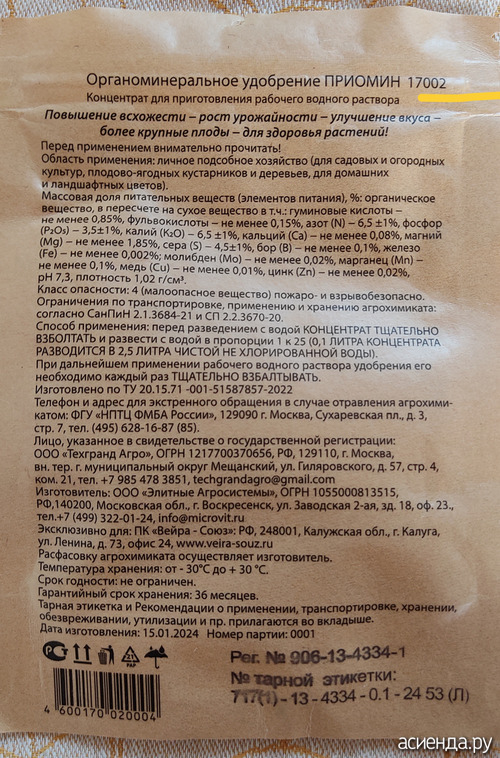 Органоминеральное удобрение ПРИОМИН 17002
Концентрат для приготовления рабочего водного раствора
Повышение всхожести – рост урожайности – улучшение вкуса –
более крупные плоды – для здоровья растений!
Перед применением внимательно прочитать!
Область применения: личное подсобное хозяйство (для садовых и огородных
культур, плодово-ягодных кустарников и деревьев, для домашних
и ландшафтных цветов).
Массовая доля питательных веществ (элементов питания), %: органическое
вещество, в пересчете на сухое вещество в т.ч.: гуминовые кислоты –
не менее 0,85%, фульвокислоты – не менее 0,15%, азот (N) – 6,5 ±1%, фосфор
(P₂O₅) – 3,5±1%, калий (K₂O) – 6,5 ±1%, кальций (Ca) – не менее 0,08%, магний
(Mg) – не менее 1,85%, сера (S) – 4,5±1%, бор (B) – не менее 0,1%, железо
(Fe) – не менее 0,002%; молибден (Mo) – не менее 0,02%, марганец (Mn) –
не менее 0,1%, медь (Cu) – не менее 0,01%, цинк (Zn) – не менее 0,02%,
pH 7,3, плотность 1,02 г/см³.
Класс опасности: 4 (малоопасное вещество) пожаро- и взрывобезопасно.
Ограничения по транспортировке, применению и хранению агрохимиката:
согласно СанПиН 2.1.3684-21 и СП 2.2.3670-20.
Способ применения: перед разведением с водой КОНЦЕНТРАТ ТЩАТЕЛЬНО
ВЗБОЛТАТЬ и развести с водой в пропорции 1 к 25 (0,1 ЛИТРА КОНЦЕНТРАТА
РАЗВОДИТСЯ В 2,5 ЛИТРА ЧИСТОЙ НЕ ХЛОРИРОВАННОЙ ВОДЫ).
При дальнейшем применении рабочего водного раствора удобрения его
необходимо каждый раз ТЩАТЕЛЬНО ВЗБАЛТЫВАТЬ.
Изготовлено по ТУ 20.15.71 -001-51587857-2022
Телефон и адрес для экстренного обращения в случае отравления агрохими-
катом: ФГУ «НПТЦ ФМБА России», 129090 г. Москва, Сухаревская пл., д. 3,
стр. 7, тел. (495) 628-16-87 (85).
Лицо, указанное в свидетельстве о государственной регистрации:
ООО «Техгранд Агро», ОГРН 1217700370656, РФ, 129110, г. Москва,
вн. тер. г. муниципальный округ Мещанский, ул. Гиляровского, д. 57, стр. 4,
ком. 21, тел. +7 985 478 3851, techgrandagro@gmail.com
Изготовитель: ООО «Элитные Агросистемы», ОГРН 1055000813515,
РФ,140200, Московская обл., г. Воскресенск, ул. Заводская 2-ая, зд. 18, оф. 23.,
тел.+7 (499) 322-01-24, info@microvit.ru
Эксклюзивно для: ПК «Вейра - Союз»: РФ, 248001, Калужская обл., г. Калуга,
ул. Ленина, д. 73, офис 24, www.veira-souz.ru
Расфасовку агрохимиката осуществляет изготовитель.
Температура хранения: от - 30°С до + 30 °С.
Срок годности: не ограничен.
Гарантийный срок хранения: 36 месяцев.
Тарная этикетка и Рекомендации о применении, транспортировке, хранении,
обезвреживании, утилизации и пр. прилагаются во вкладыше.
Дата изготовления: 15.01.2024 Номер партии: 0001
Рег. № 906-13-4334-1
№ тарной этикетки:
717(1) - 13 - 4334 - 0.1 - 24 53 (Л)
21
PAP
4 600170 020004
асиенда.ру